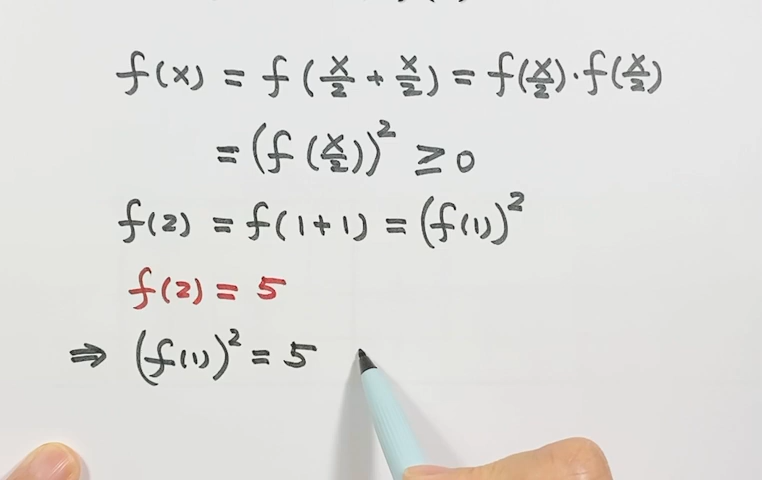 f(x) = f(x/2 + x/2) = f(x/2)·f(x/2)
= (f(x/2))² ≥ 0
f(2) = f(1+1) = (f(1))²
f(2) = 5
⇒ (f(1))² = 5